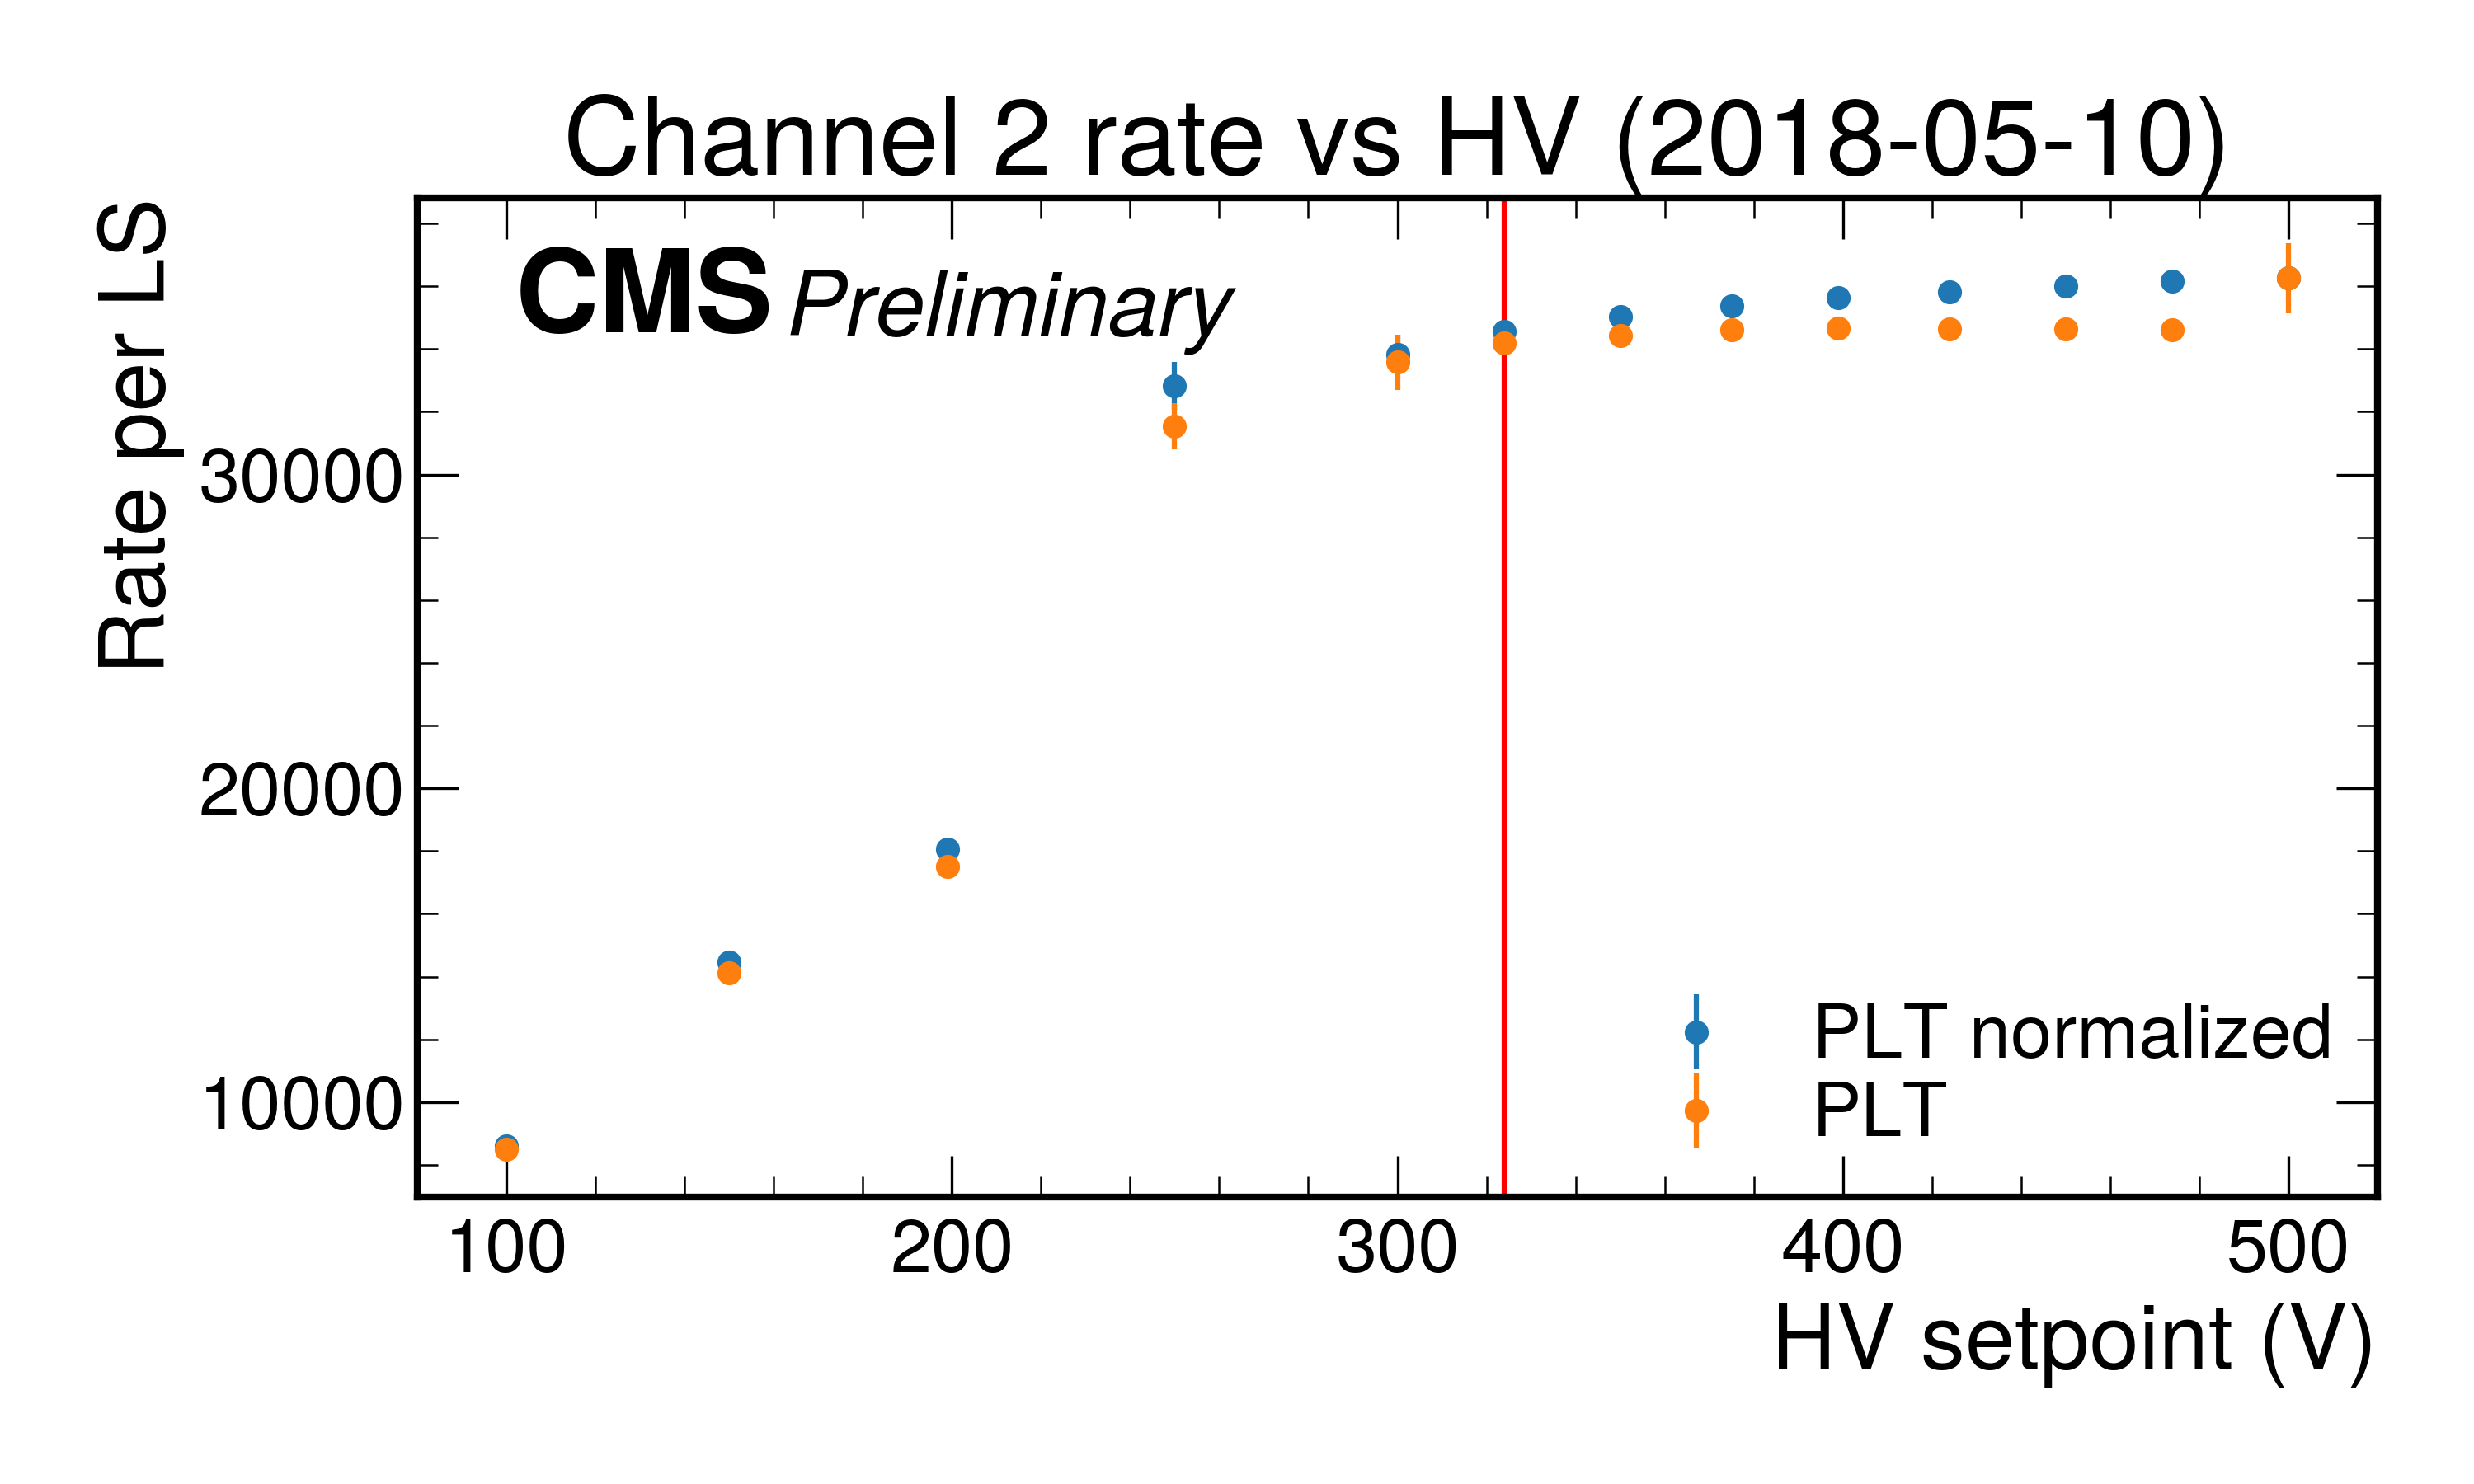 Channel 2 rate vs HV (2018-05-10)
CMS Preliminary
Rate per LS
30000
20000
10000
PLT normalized
PLT
100 200 300 400 500
HV setpoint (V)